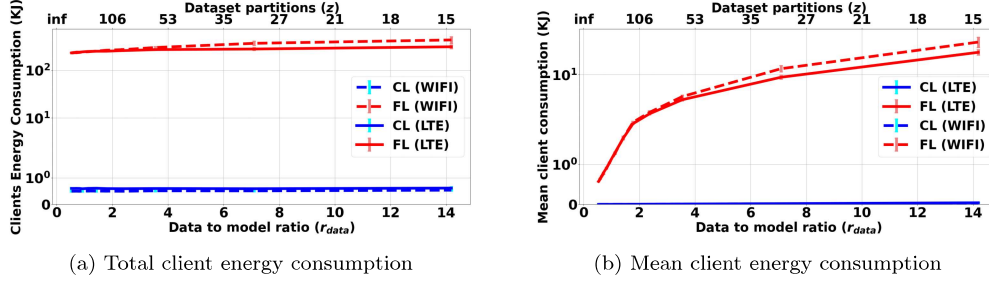 Dataset partitions (z)
inf 106 53 35 27 21 18 15
Clients Energy Consumption (KJ)
10²
10¹
10⁰
0
CL (WIFI)
FL (WIFI)
CL (LTE)
FL (LTE)
0 2 4 6 8 10 12 14
Data to model ratio (r_data)
(a) Total client energy consumption
Dataset partitions (z)
inf 106 53 35 27 21 18 15
Mean client consumption (KJ)
10¹
10⁰
0
CL (LTE)
FL (LTE)
CL (WIFI)
FL (WIFI)
0 2 4 6 8 10 12 14
Data to model ratio (r_data)
(b) Mean client energy consumption